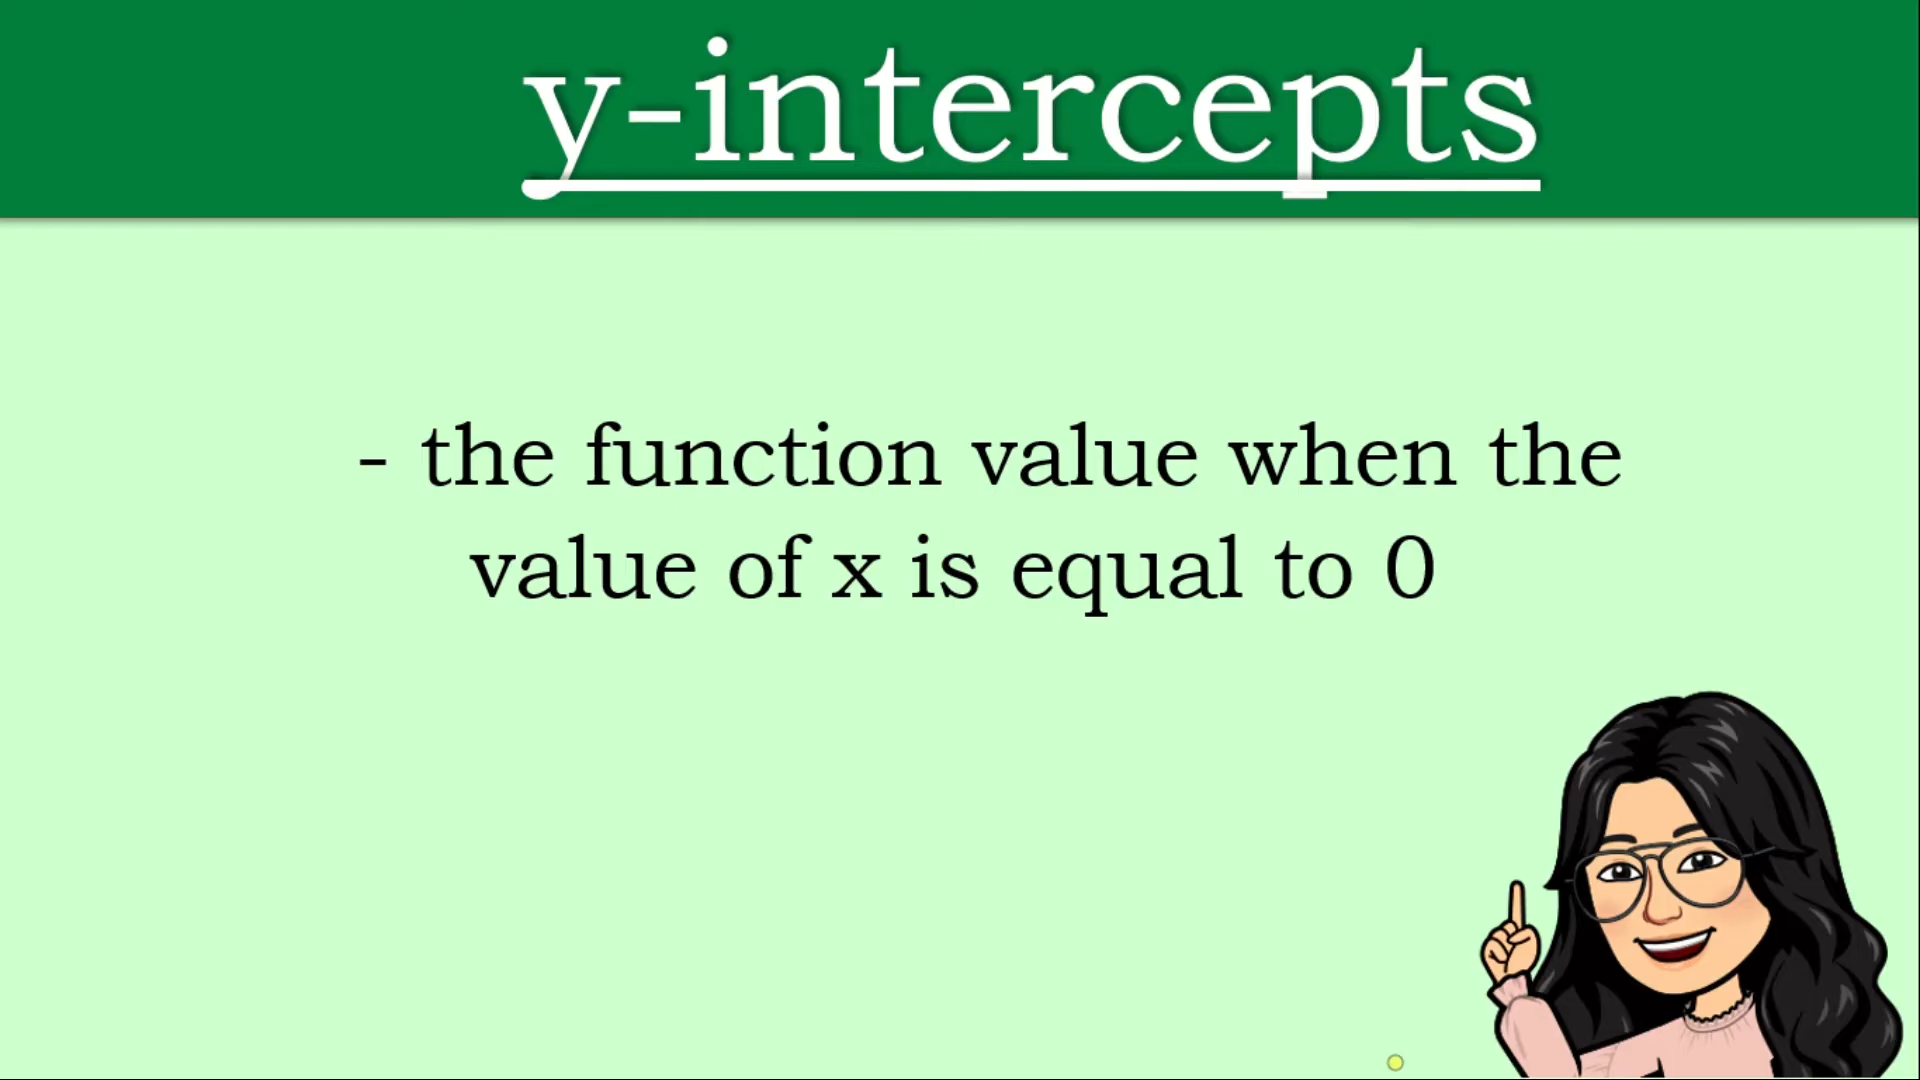 y-intercepts
- the function value when the
value of x is equal to 0